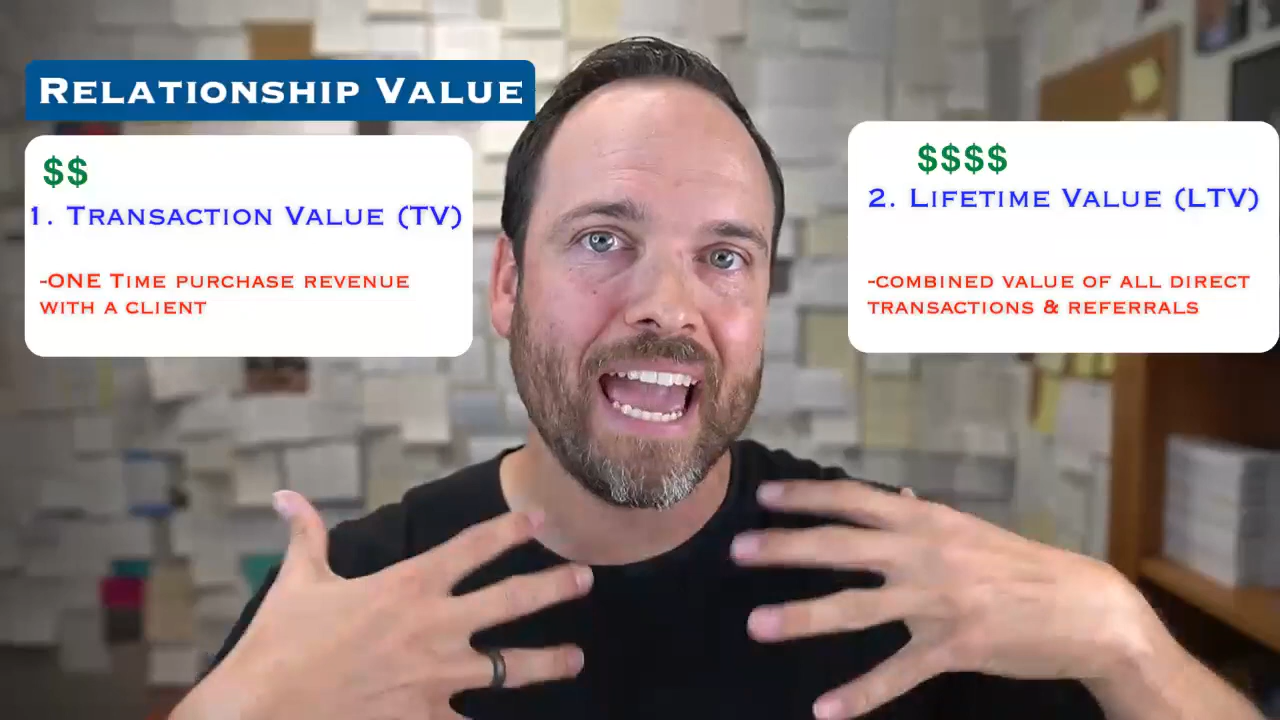 Relationship Value
$$
1. Transaction Value (TV)
-ONE Time purchase revenue
with a client
$$$$
2. Lifetime Value (LTV)
-combined value of all direct
transactions & referrals